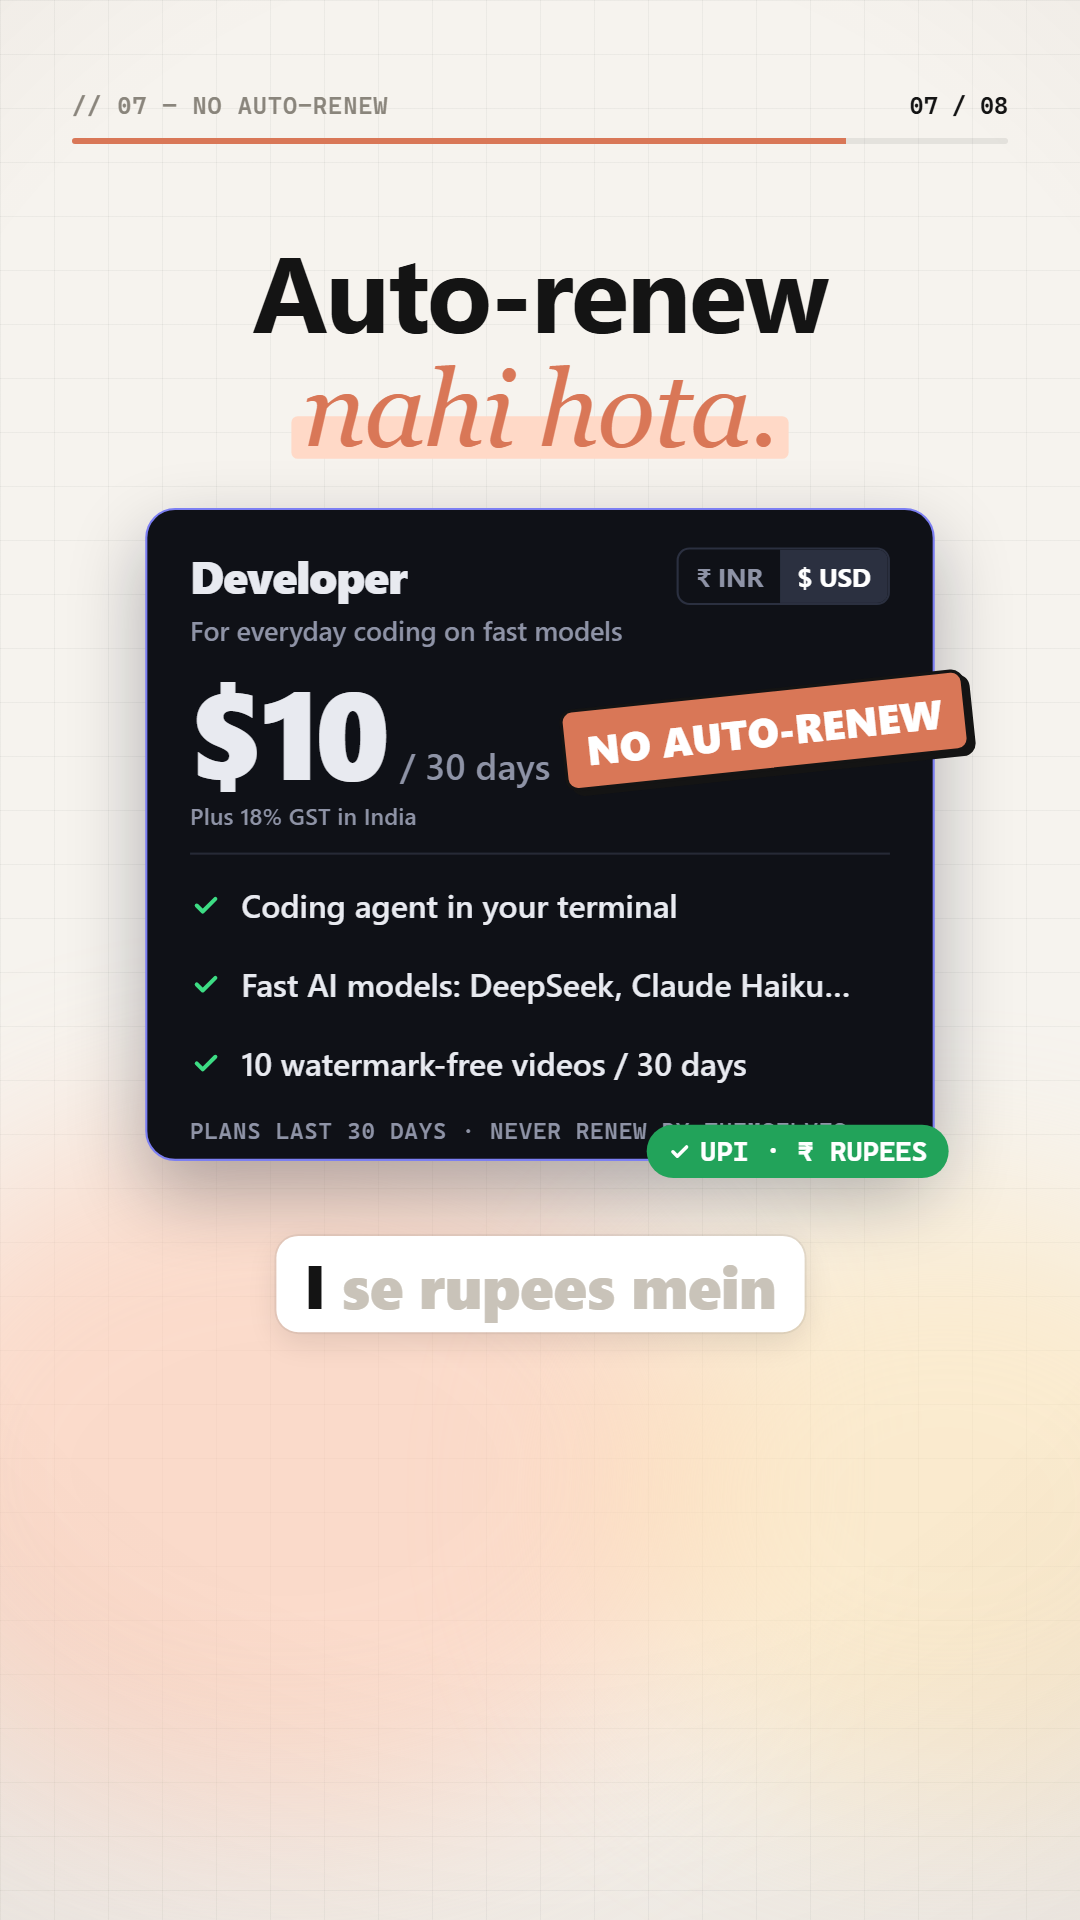 // 07 — NO AUTO-RENEW
07 / 08
Auto-renew
nahi hota.
Developer
₹ INR
$ USD
For everyday coding on fast models
$10 / 30 days
NO AUTO-RENEW
Plus 18% GST in India
Coding agent in your terminal
Fast AI models: DeepSeek, Claude Haiku...
10 watermark-free videos / 30 days
PLANS LAST 30 DAYS · NEVER RENEW
✓ UPI · ₹ RUPEES
I se rupees mein